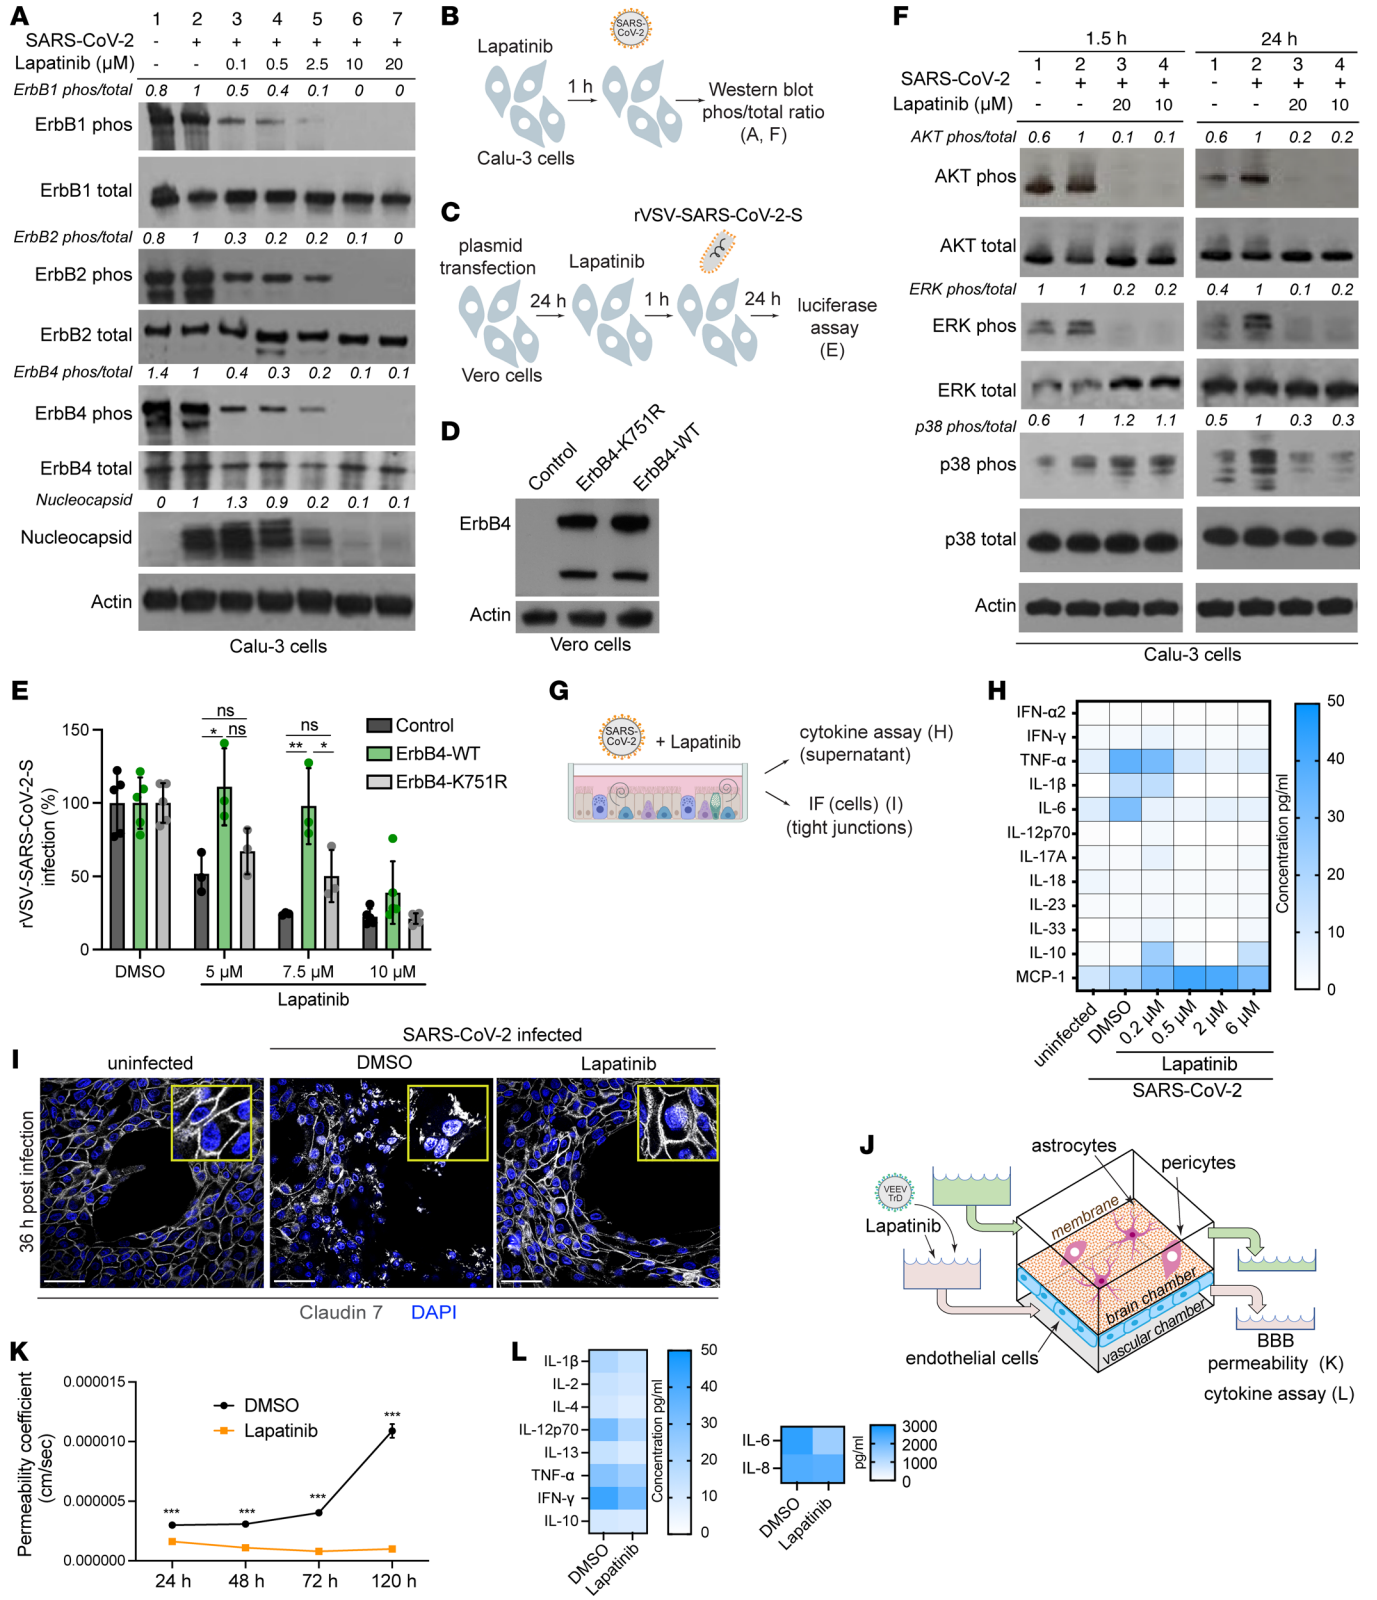 A
1 2 3 4 5 6 7
SARS-CoV-2 - + + + + + +
Lapatinib (µM) - - 0.1 0.5 2.5 10 20
ErbB1 phos/total 0.8 1 0.5 0.4 0.1 0 0
ErbB1 phos
ErbB1 total
ErbB2 phos/total 0.8 1 0.3 0.2 0.2 0.1 0
ErbB2 phos
ErbB2 total
ErbB4 phos/total 1.4 1 0.4 0.3 0.2 0.1 0.1
ErbB4 phos
ErbB4 total
Nucleocapsid 0 1 1.3 0.9 0.2 0.1 0.1
Nucleocapsid
Actin
Calu-3 cells
B
SARS-
CoV-2
Lapatinib
1 h
Western blot
phos/total ratio
(A, F)
Calu-3 cells
C
rVSV-SARS-CoV-2-S
plasmid
transfection
Lapatinib
24 h
1 h
24 h
luciferase
assay
(E)
Vero cells
D
Control
ErbB4-K751R
ErbB4-WT
ErbB4
Actin
Vero cells
F
1.5 h 24 h
1 2 3 4 1 2 3 4
SARS-CoV-2 - + + + - + + +
Lapatinib (µM) - - 20 10 - - 20 10
AKT phos/total 0.6 1 0.1 0.1 0.6 1 0.2 0.2
AKT phos
AKT total
ERK phos/total 1 1 0.2 0.2 0.4 1 0.1 0.2
ERK phos
ERK total
p38 phos/total 0.6 1 1.2 1.1 0.5 1 0.3 0.3
p38 phos
p38 total
Actin
Calu-3 cells
E
rVSV-SARS-CoV-2-S
infection (%)
150
100
50
0
ns
* ns
ns
** *
Control
ErbB4-WT
ErbB4-K751R
DMSO 5 µM 7.5 µM 10 µM
Lapatinib
G
SARS-
CoV-2
+ Lapatinib
cytokine assay (H)
(supernatant)
IF (cells) (I)
(tight junctions)
H
IFN-α2
IFN-γ
TNF-α
IL-1β
IL-6
IL-12p70
IL-17A
IL-18
IL-23
IL-33
IL-10
MCP-1
uninfected
DMSO
0.2 µM
0.5 µM
2 µM
6 µM
Lapatinib
SARS-CoV-2
Concentration pg/ml
50
40
30
20
10
0
I
SARS-CoV-2 infected
uninfected DMSO Lapatinib
36 h post infection
Claudin 7 DAPI
J
VEEV
TrD
Lapatinib
astrocytes
pericytes
membrane
brain chamber
vascular chamber
endothelial cells
BBB
permeability (K)
cytokine assay (L)
K
Permeability coefficient
(cm/sec)
0.000015
0.000010
0.000005
0.000000
DMSO
Lapatinib
*** *** *** ***
24 h 48 h 72 h 120 h
L
IL-1β
IL-2
IL-4
IL-12p70
IL-13
TNF-α
IFN-γ
IL-10
DMSO
Lapatinib
Concentration pg/ml
50
40
30
20
10
0
IL-6
IL-8
DMSO
Lapatinib
pg/ml
3000
2000
1000
0